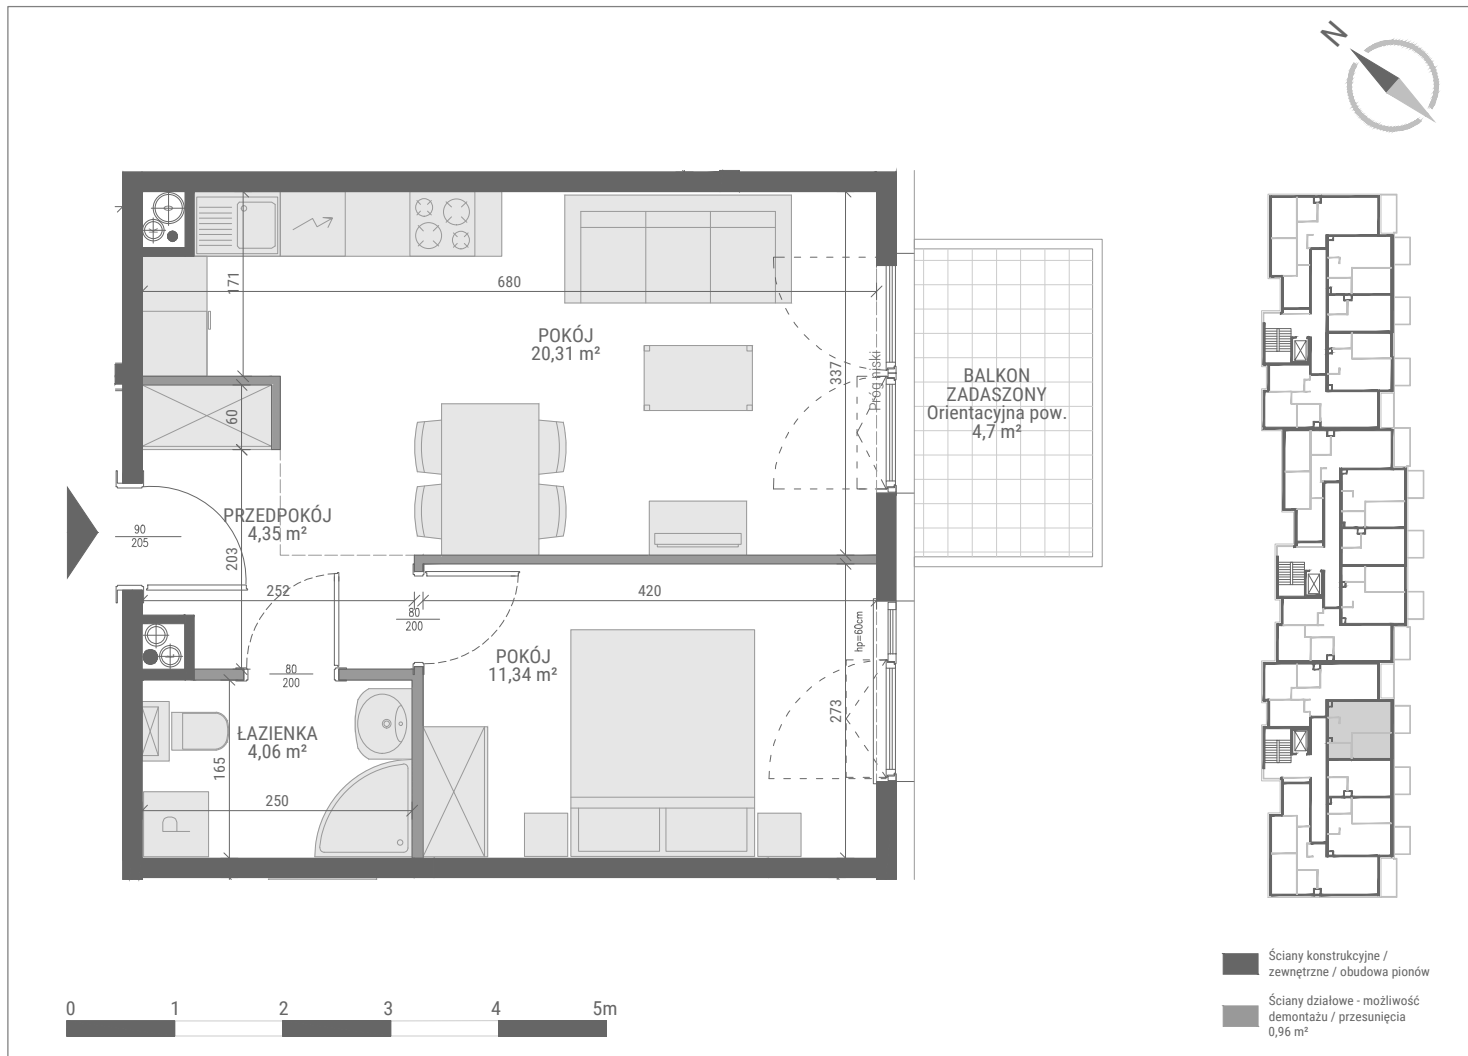 N
171
680
POKÓJ
20,31 m²
337
Próg niski
BALKON
ZADASZONY
Orientacyjna pow.
4,7 m²
60
PRZEDPOKÓJ
4,35 m²
90
205
203
252
80
200
420
hp=60cm
POKÓJ
11,34 m²
80
200
273
ŁAZIENKA
4,06 m²
165
250
P
Ściany konstrukcyjne /
zewnętrzne / obudowa pionów
Ściany działowe - możliwość
demontażu / przesunięcia
0,96 m²
0 1 2 3 4 5m